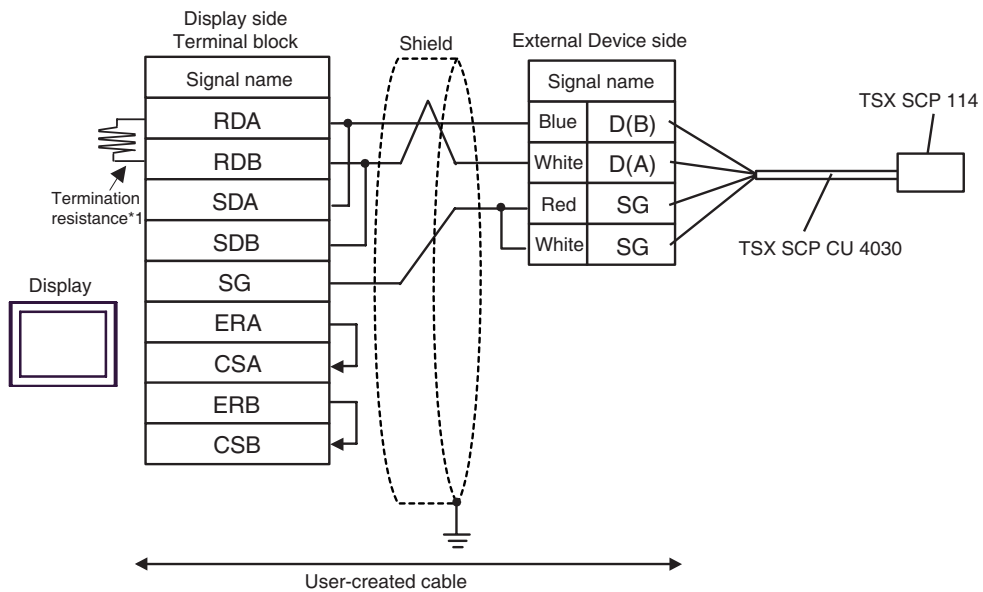 Display side
Terminal block
Signal name
RDA
RDB
SDA
SDB
SG
ERA
CSA
ERB
CSB
Termination
resistance*1
Display
Shield
External Device side
Signal name
Blue D(B)
White D(A)
Red SG
White SG
TSX SCP 114
TSX SCP CU 4030
User-created cable